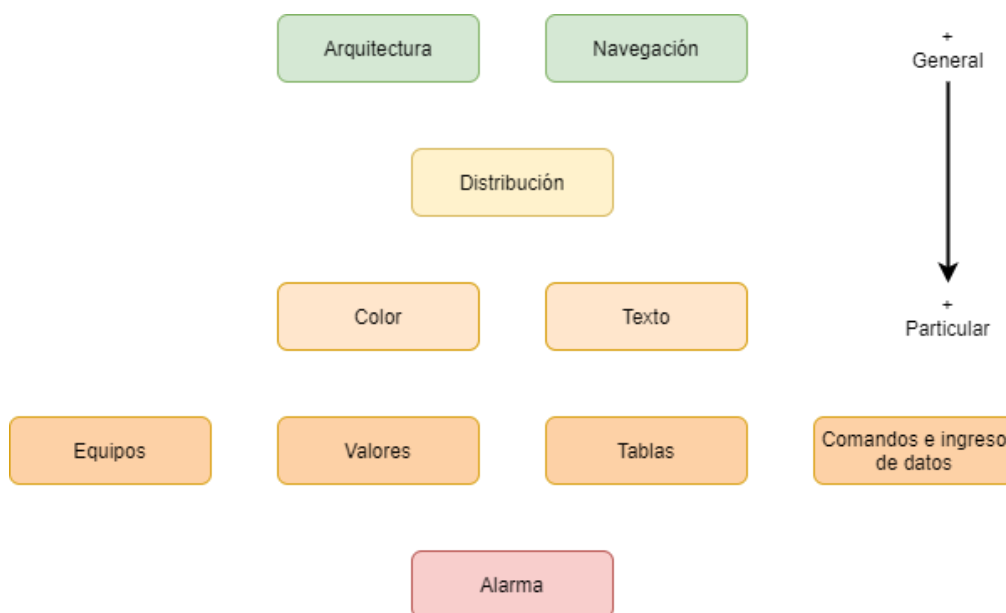 Arquitectura
Navegación
+
General
Distribución
+
Particular
Color
Texto
Equipos
Valores
Tablas
Comandos e ingreso
de datos
Alarma